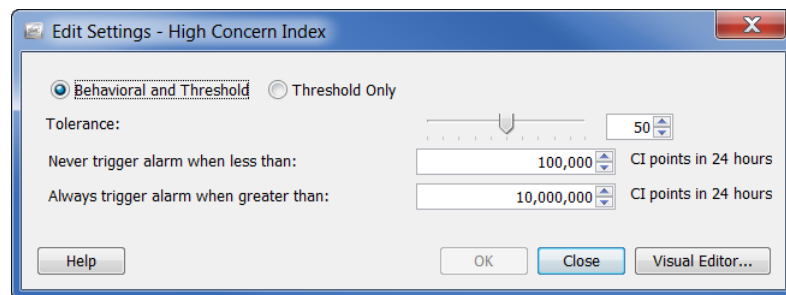 Edit Settings - High Concern Index
Behavioral and Threshold Threshold Only
Tolerance: 50
Never trigger alarm when less than: 100,000 CI points in 24 hours
Always trigger alarm when greater than: 10,000,000 CI points in 24 hours
Help OK Close Visual Editor...